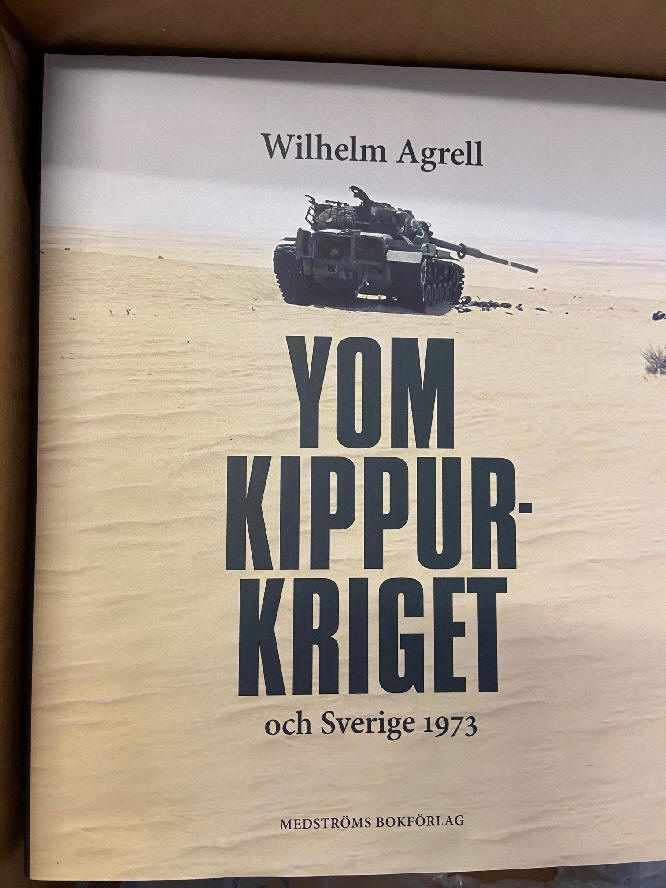 Wilhelm Agrell
YOM
KIPPUR-
KRIGET
och Sverige 1973
MEDSTRÖMS BOKFÖRLAG